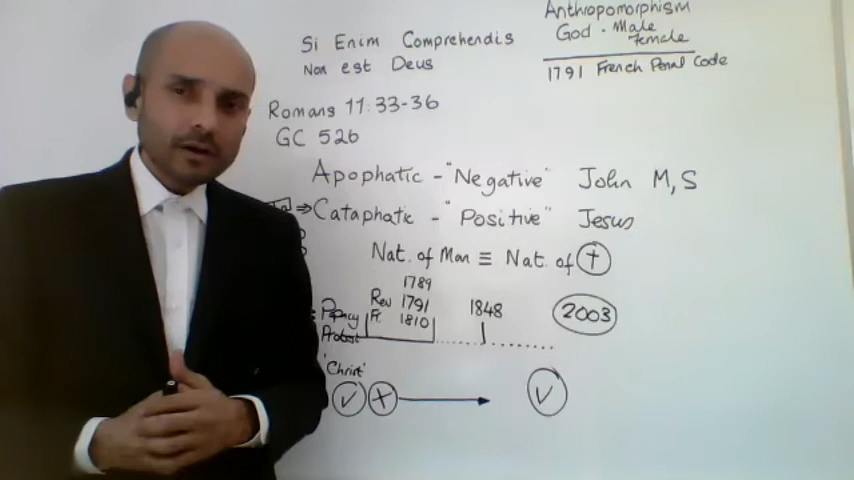 Si Enim Comprehendis
Non est Deus
Anthropomorphism
God · Male
Female
1791 French Penal Code
Romans 11:33-36
GC 526
Apophatic - "Negative" John M, S
⇒ Cataphatic - "Positive" Jesus
Nat. of Man ≡ Nat. of †
1789
Rev 1791
Fr. 1810
1848
2003
Papacy
Protest
'Christ'